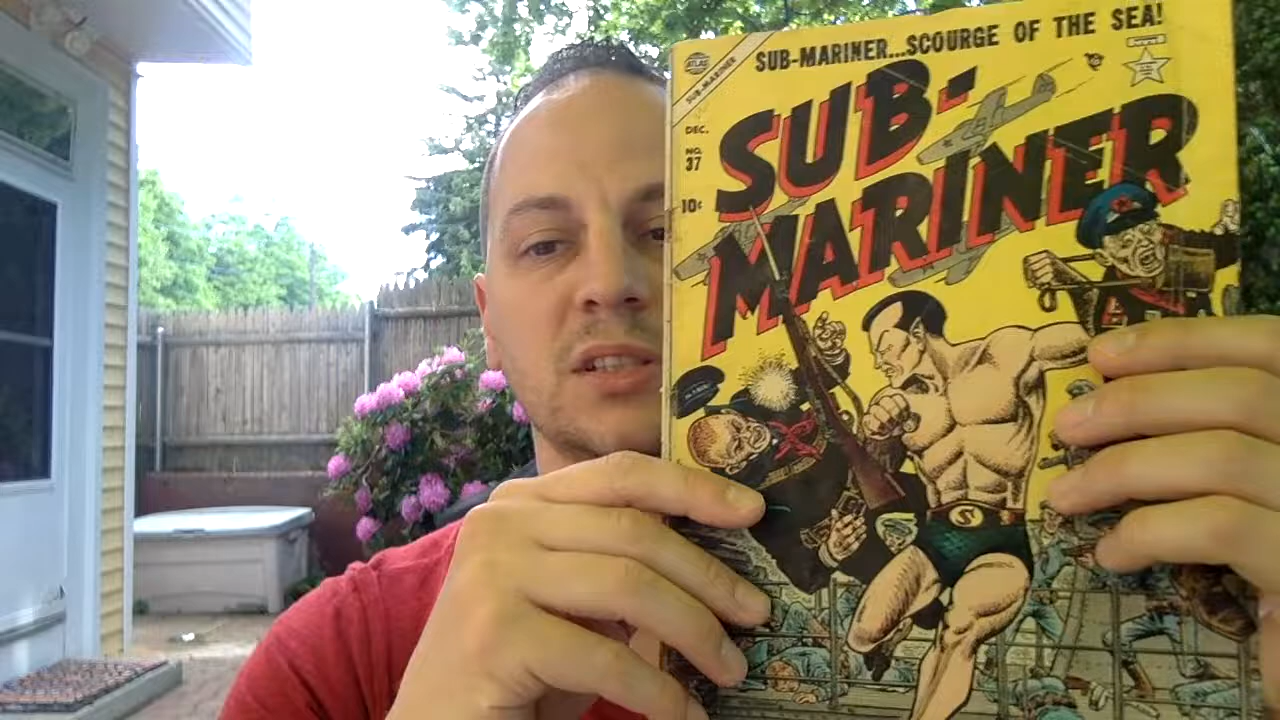 SUB-MARINER...SCOURGE OF THE SEA!
ATLAS
SUB-MARINER
DEC.
NO.
37
10¢
SUB-
MARINER
S